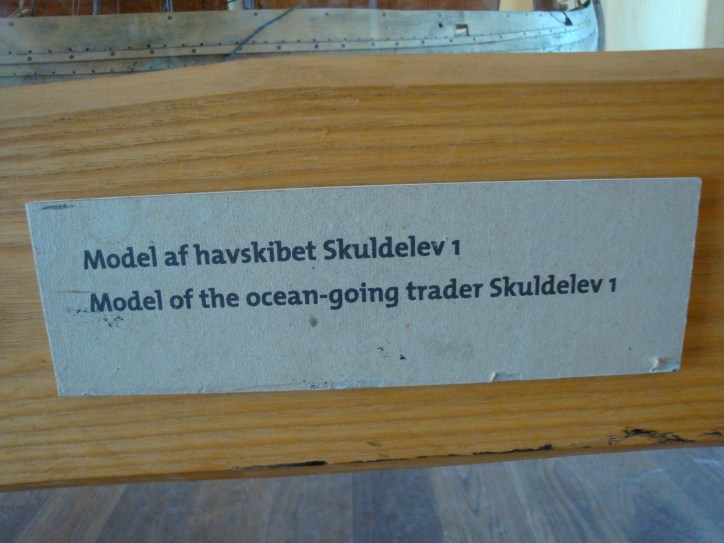 Model af havskibet Skuldelev 1
Model of the ocean-going trader Skuldelev 1